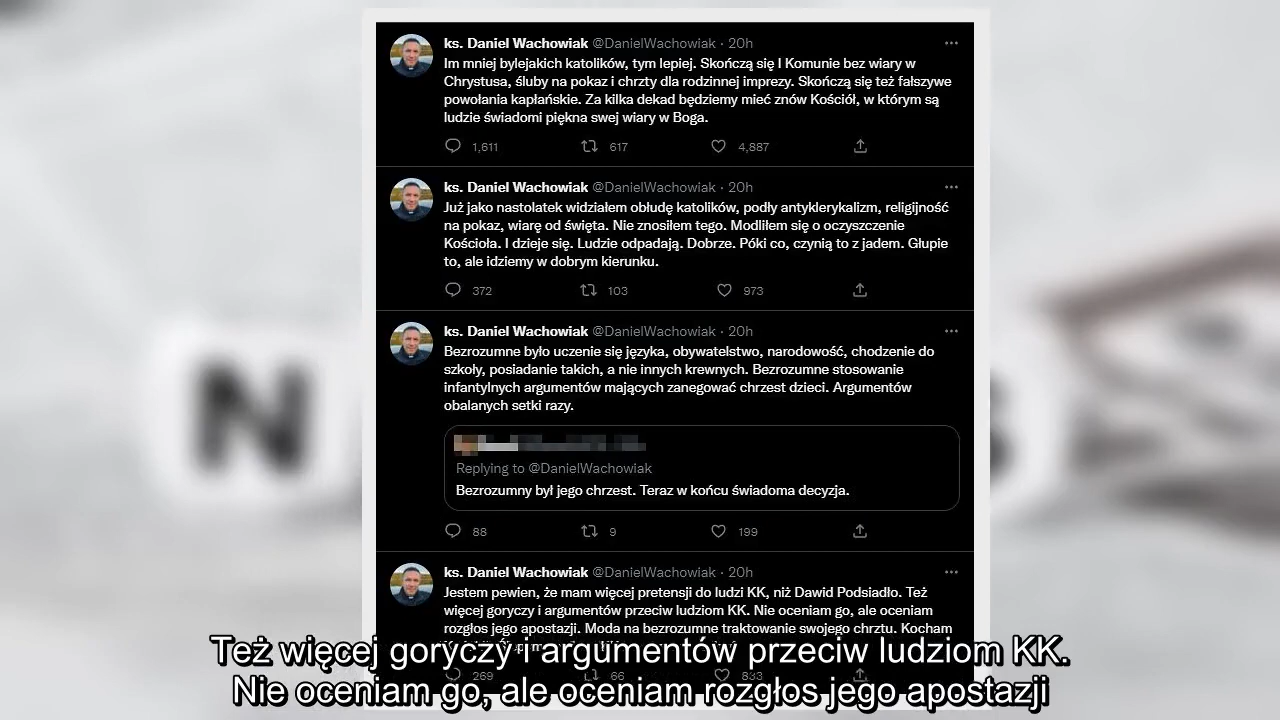 ks. Daniel Wachowiak @DanielWachowiak · 20h
Im mniej bylejakich katolików, tym lepiej. Skończą się I Komunie bez wiary w
Chrystusa, śluby na pokaz i chrzty dla rodzinnej imprezy. Skończą się też fałszywe
powołania kapłańskie. Za kilka dekad będziemy mieć znów Kościół, w którym są
ludzie świadomi piękna swej wiary w Boga.
1,611 617 4,887
ks. Daniel Wachowiak @DanielWachowiak · 20h
Już jako nastolatek widziałem obłudę katolików, podły antyklerykalizm, religijność
na pokaz, wiarę od święta. Nie znosiłem tego. Modliłem się o oczyszczenie
Kościoła. I dzieje się. Ludzie odpadają. Dobrze. Póki co, czynią to z jadem. Głupie
to, ale idziemy w dobrym kierunku.
372 103 973
ks. Daniel Wachowiak @DanielWachowiak · 20h
Bezrozumne było uczenie się języka, obywatelstwo, narodowość, chodzenie do
szkoły, posiadanie takich, a nie innych krewnych. Bezrozumne stosowanie
infantylnych argumentów mających zanegować chrzest dzieci. Argumentów
obalanych setki razy.
Replying to @DanielWachowiak
Bezrozumny był jego chrzest. Teraz w końcu świadoma decyzja.
88 9 199
ks. Daniel Wachowiak @DanielWachowiak · 20h
Jestem pewien, że mam więcej pretensji do ludzi KK, niż Dawid Podsiadło. Też
więcej goryczy i argumentów przeciw ludziom KK. Nie oceniam go, ale oceniam
rozgłos jego apostazji. Moda na bezrozumne traktowanie swojego chrztu. Kocham
269 66 833
Też więcej goryczy i argumentów przeciw ludziom KK.
Nie oceniam go, ale oceniam rozgłos jego apostazji
N
S